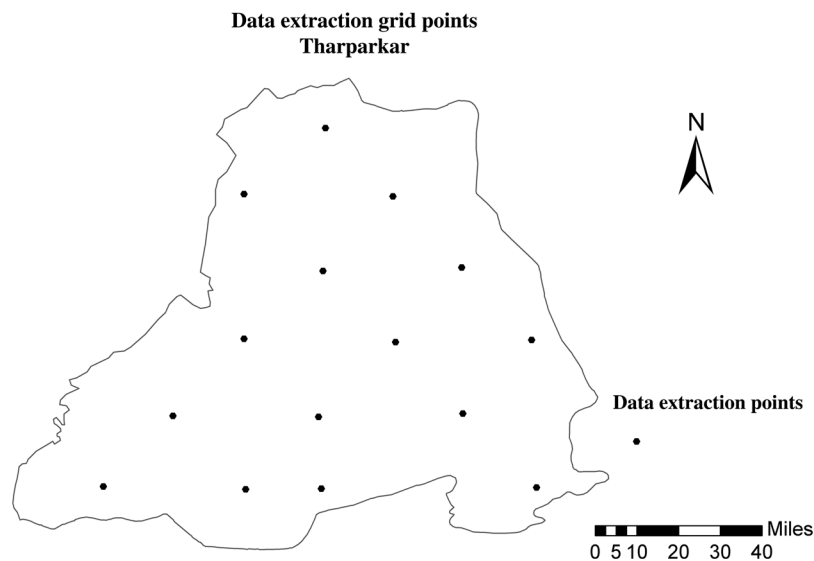 Data extraction grid points
Tharparkar
N
Data extraction points
Miles
0 5 10 20 30 40